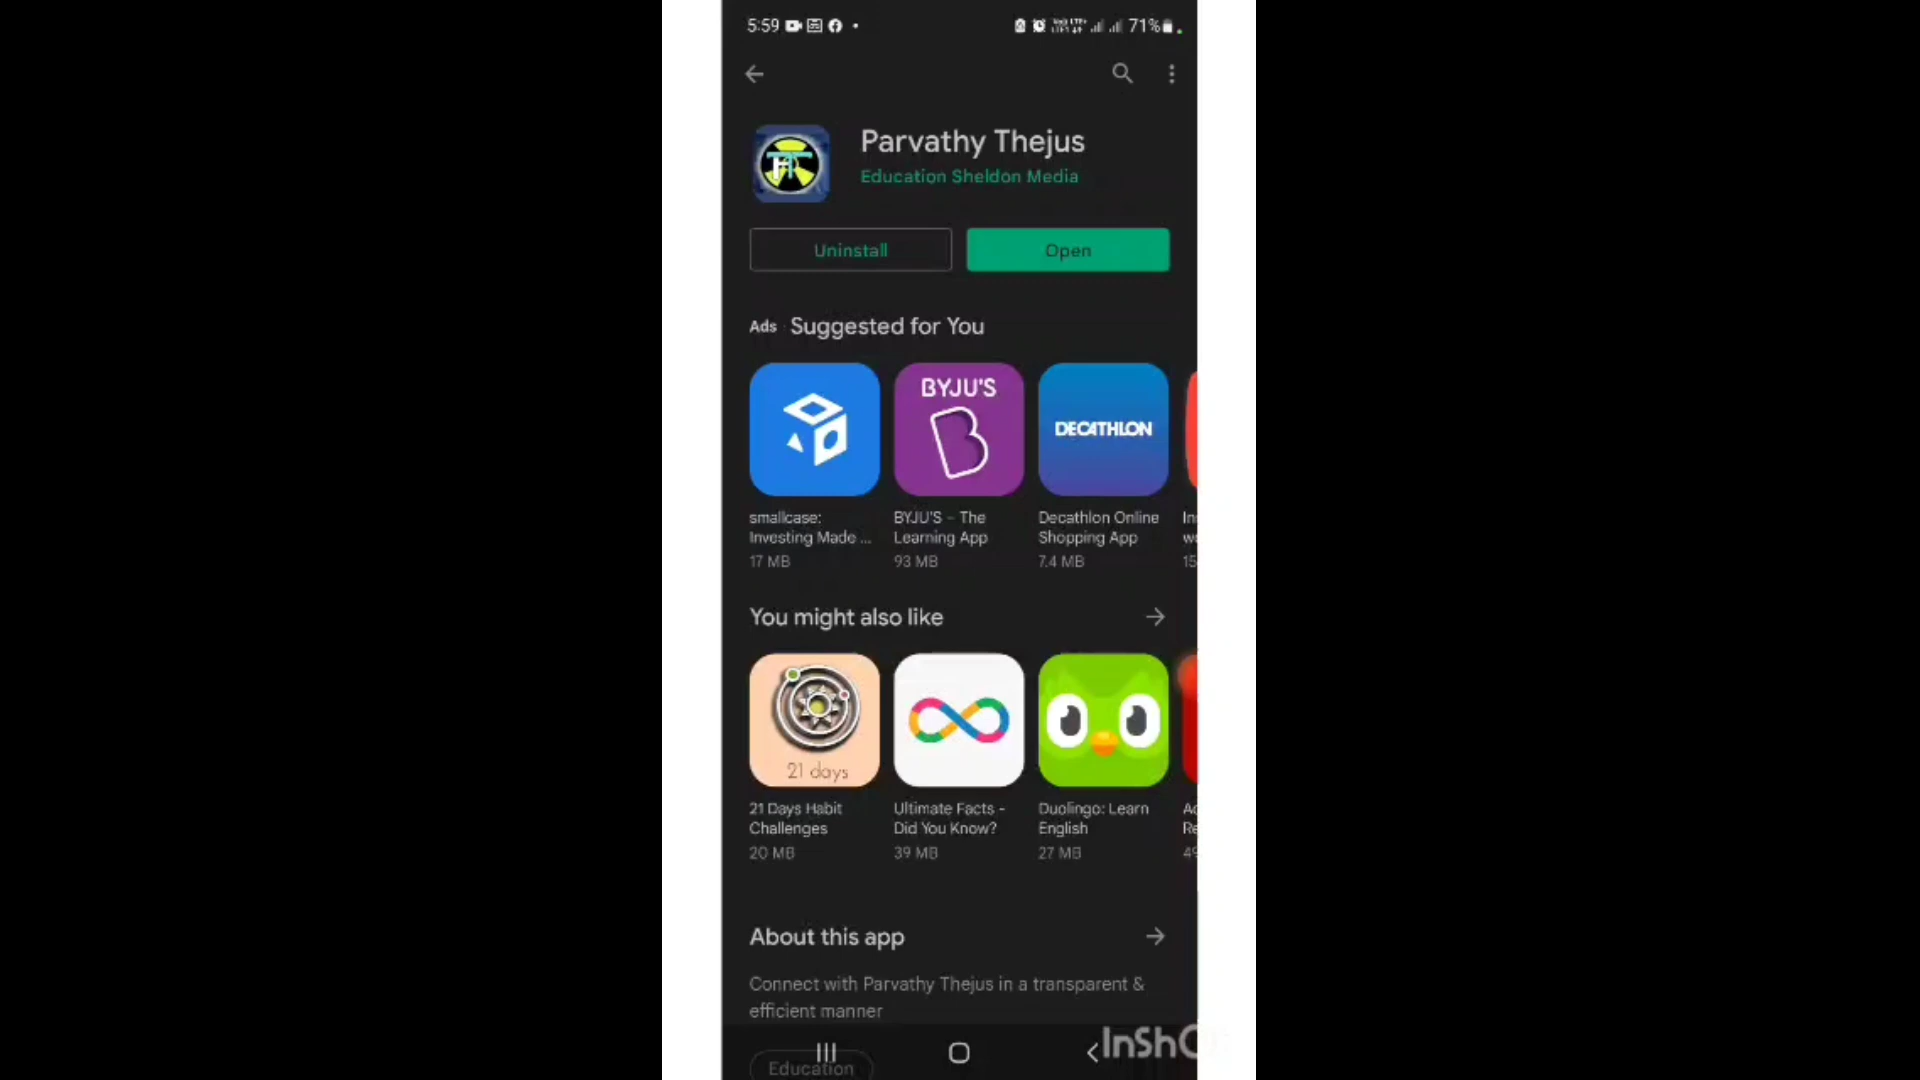 5:59
71%
Parvathy Thejus
Education Sheldon Media
Uninstall
Open
Ads · Suggested for You
BYJU'S
DECATHLON
smallcase:
Investing Made ...
17 MB
BYJU'S – The
Learning App
93 MB
Decathlon Online
Shopping App
7.4 MB
You might also like
21 days
21 Days Habit
Challenges
20 MB
Ultimate Facts -
Did You Know?
39 MB
Duolingo: Learn
English
27 MB
About this app
Connect with Parvathy Thejus in a transparent &
efficient manner
Education
InSh